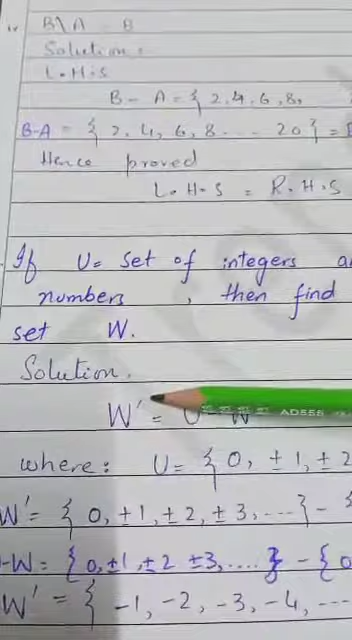 iv B\A = B
Solution:
L.H.S
B - A = { 2, 4, 6, 8,
B-A = { 2, 4, 6, 8 ... 20 } =
Hence proved
L.H.S = R.H.S
If U= set of integers
numbers , then find
set W.
Solution.
W' = U - W
where: U = { 0, ±1, ±2
W' = { 0, ±1, ±2, ±3, ....} - {
-W = { 0, ±1, ±2 ±3, .... } - { 0
W' = { -1, -2, -3, -4, ...